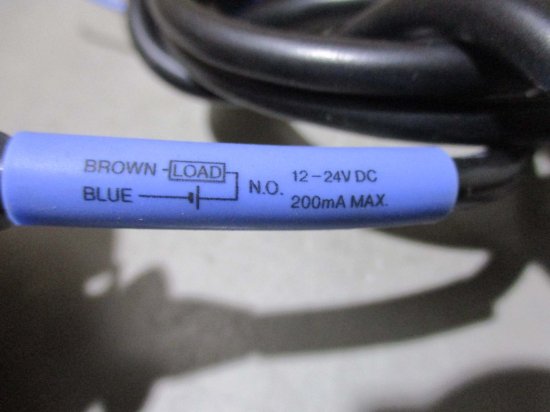 BROWN LOAD
BLUE
N.O.
12-24V DC
200mA MAX.